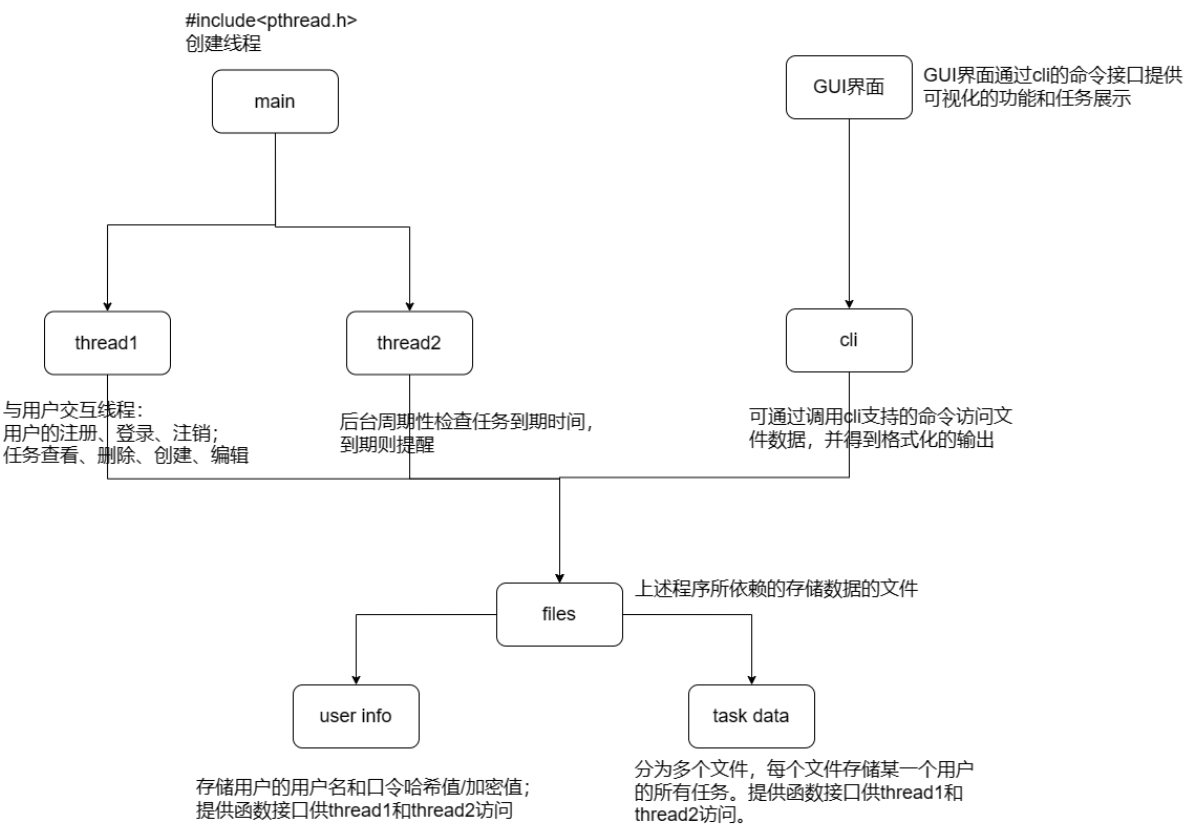 #include<pthread.h>
创建线程
main
GUI界面
GUI界面通过cli的命令接口提供
可视化的功能和任务展示
thread1
thread2
cli
与用户交互线程：
用户的注册、登录、注销；
任务查看、删除、创建、编辑
后台周期性检查任务到期时间，
到期则提醒
可通过调用cli支持的命令访问文
件数据，并得到格式化的输出
files
上述程序所依赖的存储数据的文件
user info
task data
存储用户的用户名和口令哈希值/加密值；
提供函数接口供thread1和thread2访问
分为多个文件，每个文件存储某一个用户
的所有任务。提供函数接口供thread1和
thread2访问。